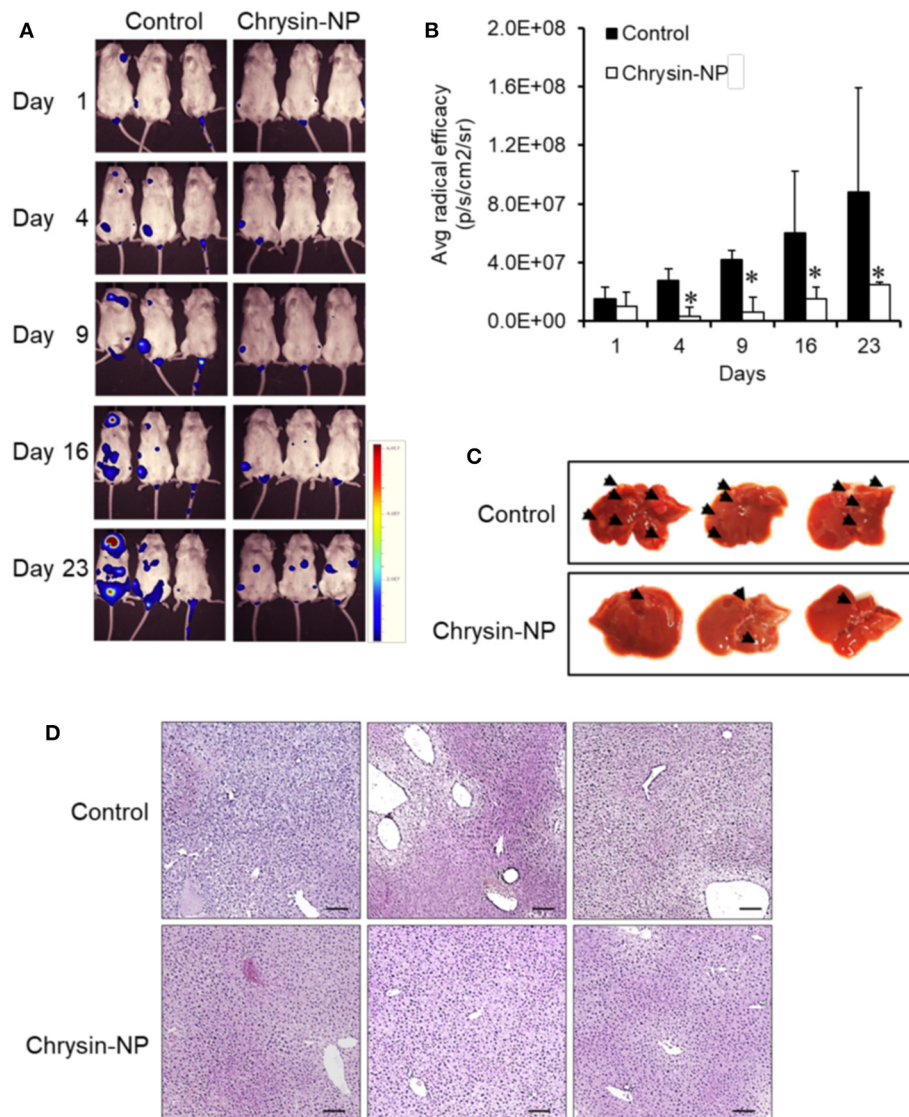 A
Control Chrysin-NP
Day 1
Day 4
Day 9
Day 16
Day 23
B
2.0E+08
1.6E+08
1.2E+08
8.0E+07
4.0E+07
0.0E+00
Avg radical efficacy
(p/s/cm2/sr)
Control
Chrysin-NP
* * * *
1 4 9 16 23
Days
C
Control
Chrysin-NP
D
Control
Chrysin-NP